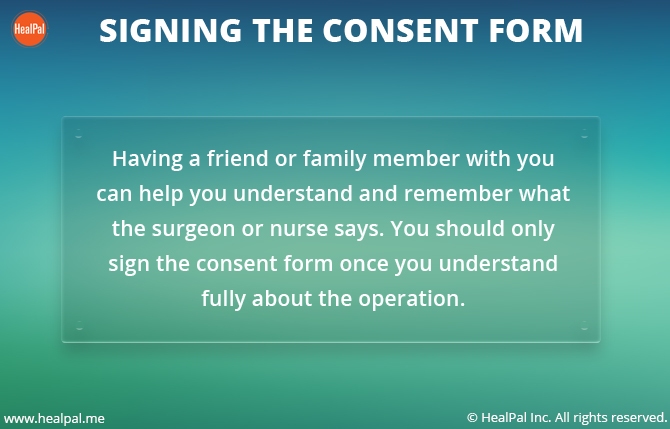 HealPal
SIGNING THE CONSENT FORM
Having a friend or family member with you
can help you understand and remember what
the surgeon or nurse says. You should only
sign the consent form once you understand
fully about the operation.
www.healpal.me
© HealPal Inc. All rights reserved.